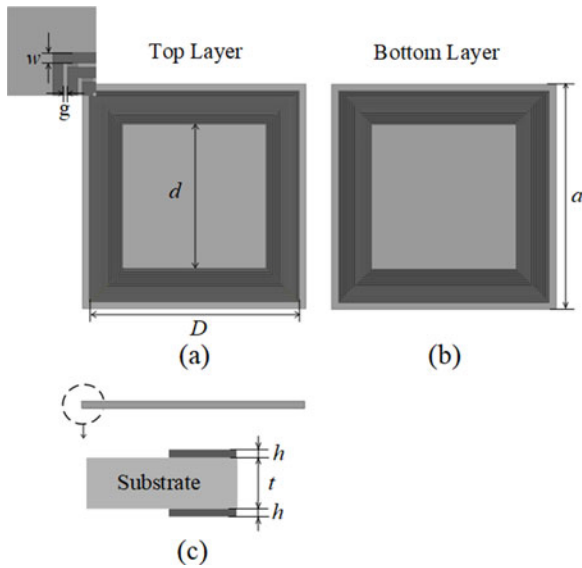 Top Layer
Bottom Layer
w
g
d
a
D
(a)
(b)
h
Substrate
t
h
(c)